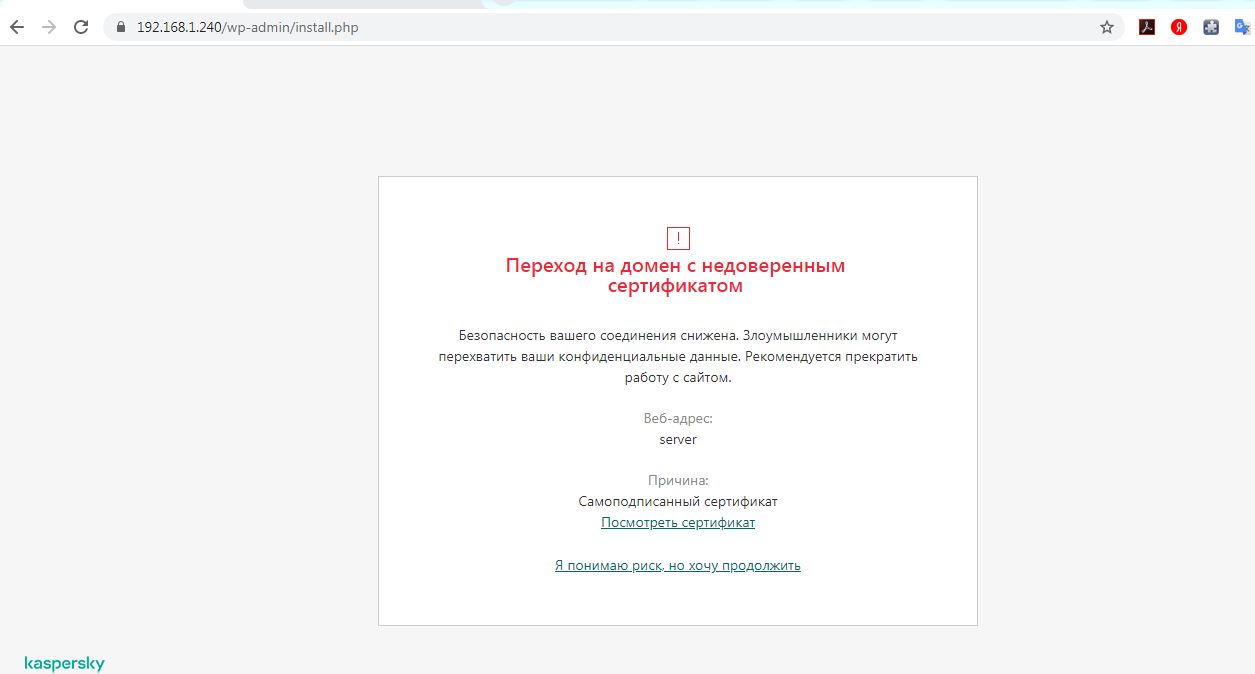 192.168.1.240/wp-admin/install.php
!
Переход на домен с недоверенным
сертификатом
Безопасность вашего соединения снижена. Злоумышленники могут
перехватить ваши конфиденциальные данные. Рекомендуется прекратить
работу с сайтом.
Веб-адрес:
server
Причина:
Самоподписанный сертификат
Посмотреть сертификат
Я понимаю риск, но хочу продолжить
kaspersky